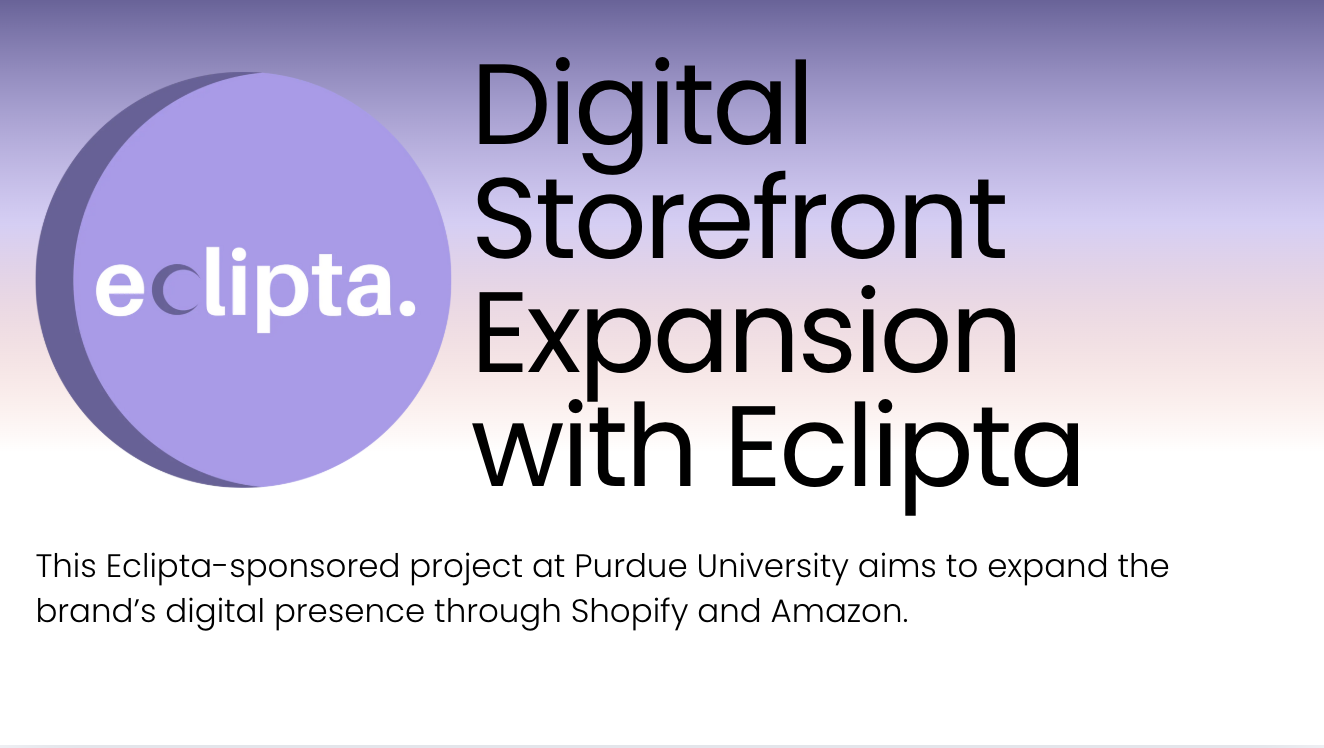 eclipta.
Digital
Storefront
Expansion
with Eclipta
This Eclipta-sponsored project at Purdue University aims to expand the
brand’s digital presence through Shopify and Amazon.